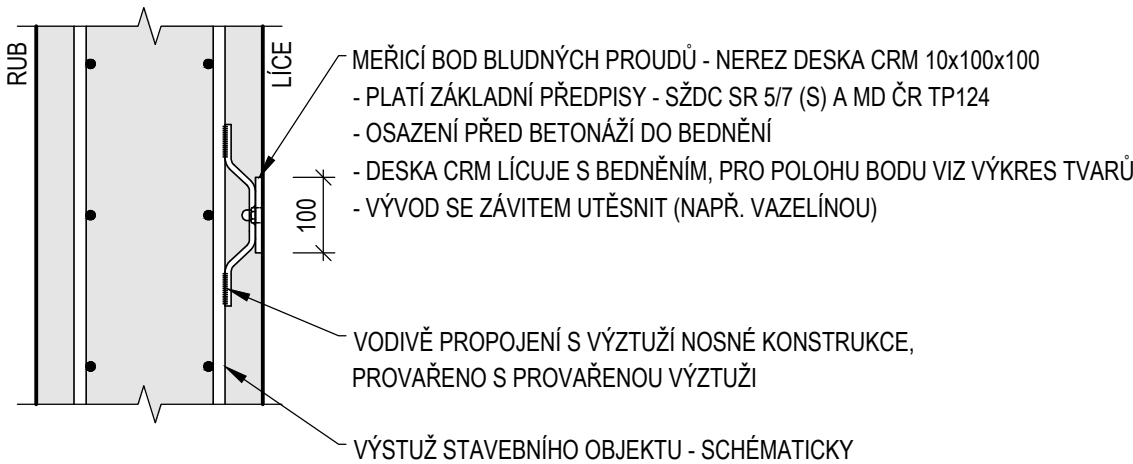 RUB
LÍCE
MEŘICÍ BOD BLUDNÝCH PROUDŮ - NEREZ DESKA CRM 10x100x100
- PLATÍ ZÁKLADNÍ PŘEDPISY - SŽDC SR 5/7 (S) A MD ČR TP124
- OSAZENÍ PŘED BETONÁŽÍ DO BEDNĚNÍ
- DESKA CRM LÍCUJE S BEDNĚNÍM, PRO POLOHU BODU VIZ VÝKRES TVARŮ
- VÝVOD SE ZÁVITEM UTĚSNIT (NAPŘ. VAZELÍNOU)
100
VODIVĚ PROPOJENÍ S VÝZTUŽÍ NOSNÉ KONSTRUKCE,
PROVAŘENO S PROVAŘENOU VÝZTUŽI
VÝSTUŽ STAVEBNÍHO OBJEKTU - SCHÉMATICKY